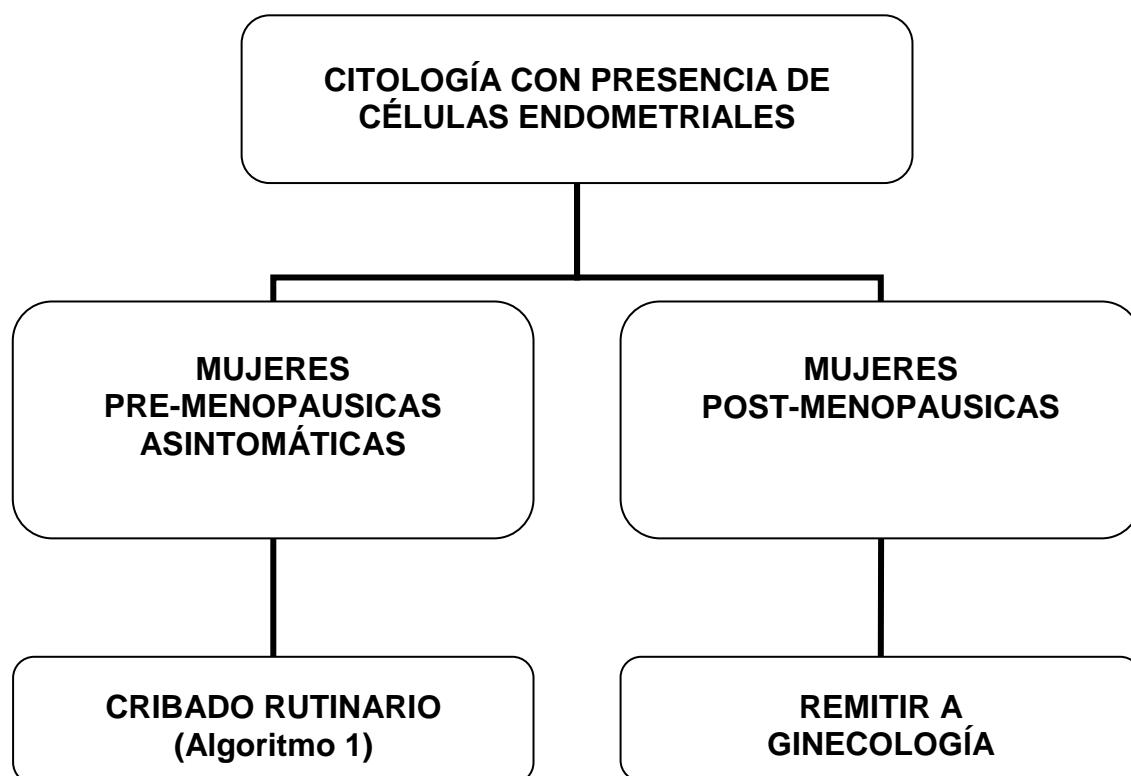 CITOLOGÍA CON PRESENCIA DE
CÉLULAS ENDOMETRIALES
MUJERES
PRE-MENOPAUSICAS
ASINTOMÁTICAS
MUJERES
POST-MENOPAUSICAS
CRIBADO RUTINARIO
(Algoritmo 1)
REMITIR A
GINECOLOGÍA